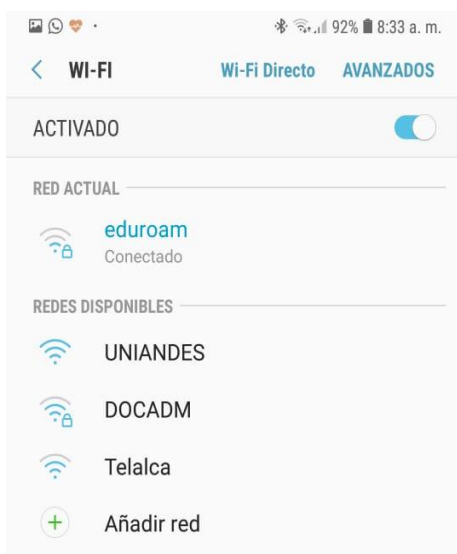 92% 8:33 a. m.
WI-FI Wi-Fi Directo AVANZADOS
ACTIVADO
RED ACTUAL
eduroam
Conectado
REDES DISPONIBLES
UNIANDES
DOCADM
Telalca
Añadir red